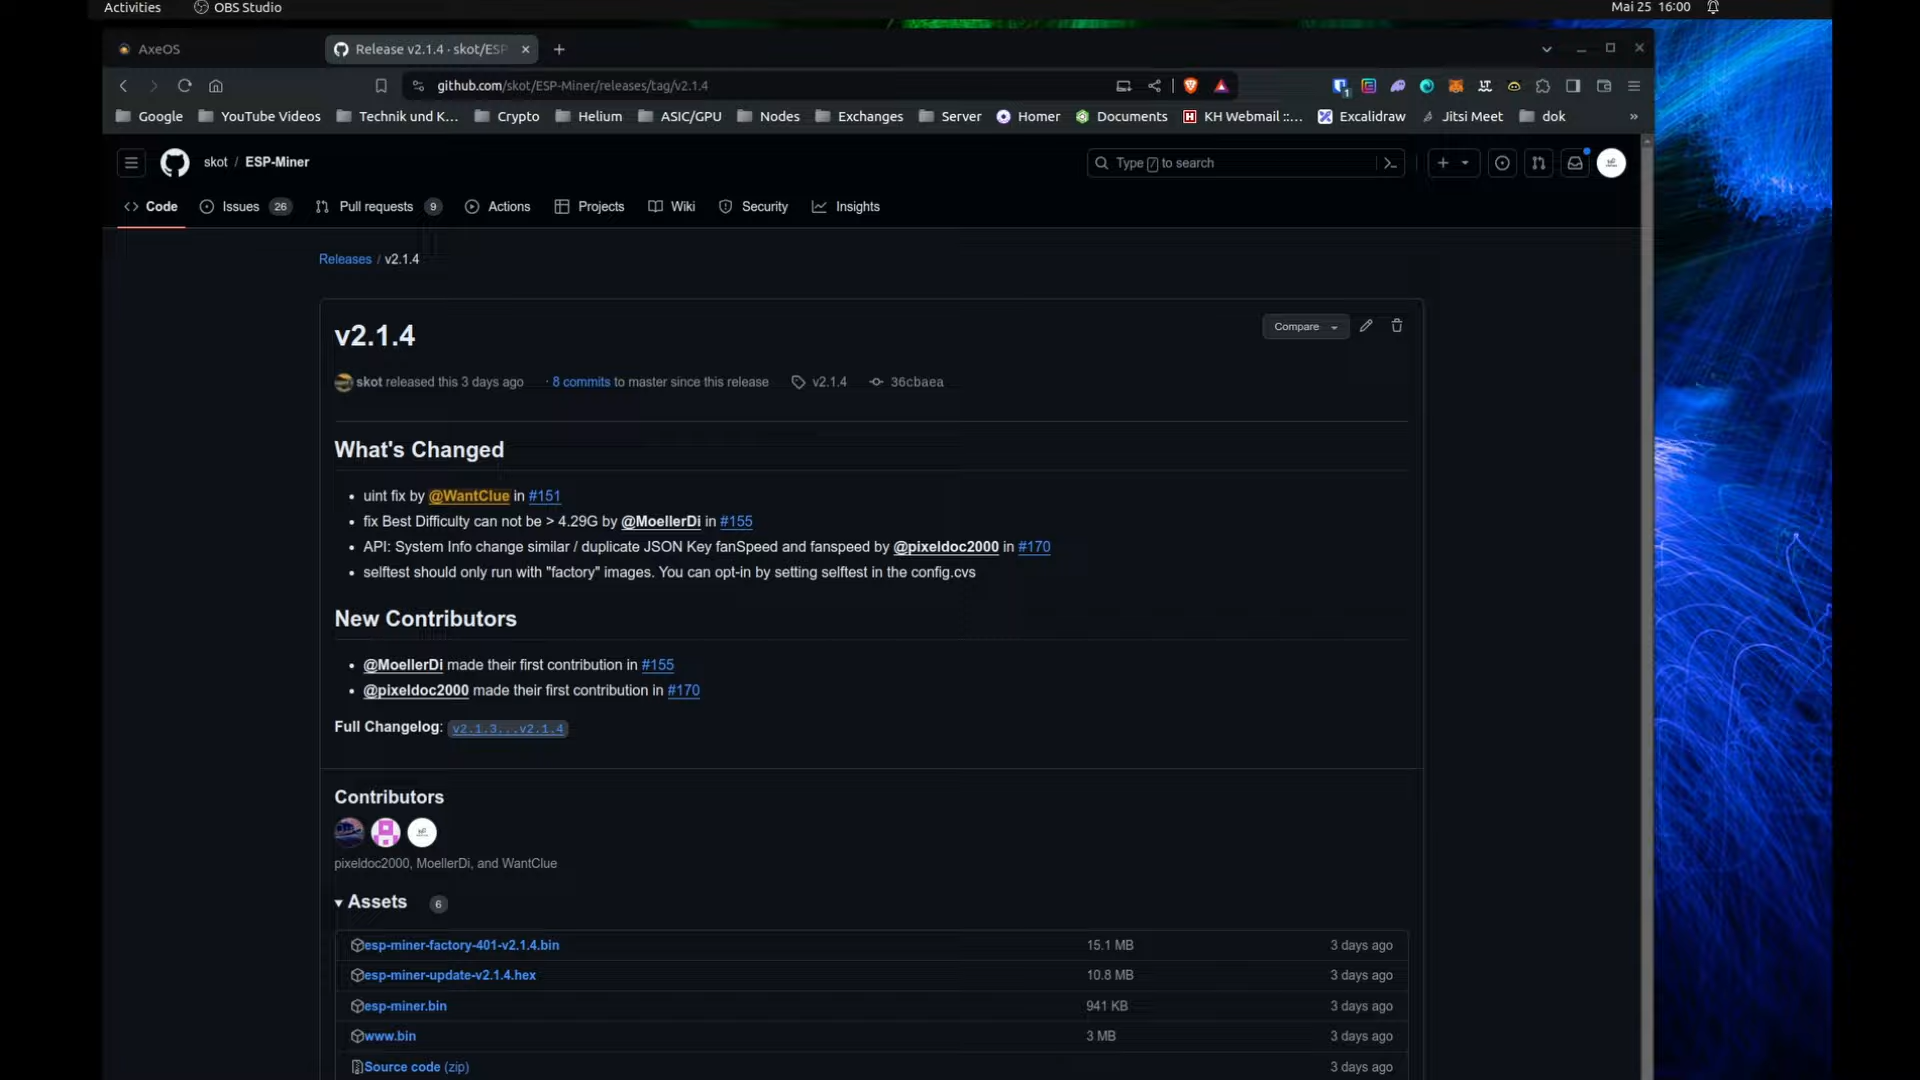 Activities OBS Studio Mai 25 16:00
AxeOS Release v2.1.4 · skot/ESP
github.com/skot/ESP-Miner/releases/tag/v2.1.4
Google YouTube Videos Technik und K... Crypto Helium ASIC/GPU Nodes Exchanges Server Homer Documents KH Webmail ::... Excalidraw Jitsi Meet dok »
skot / ESP-Miner Type / to search
Code Issues 26 Pull requests 9 Actions Projects Wiki Security Insights
Releases / v2.1.4
v2.1.4 Compare
skot released this 3 days ago · 8 commits to master since this release v2.1.4 36cbaea
What's Changed
• uint fix by @WantClue in #151
• fix Best Difficulty can not be > 4.29G by @MoellerDi in #155
• API: System Info change similar / duplicate JSON Key fanSpeed and fanspeed by @pixeldoc2000 in #170
• selftest should only run with "factory" images. You can opt-in by setting selftest in the config.cvs
New Contributors
• @MoellerDi made their first contribution in #155
• @pixeldoc2000 made their first contribution in #170
Full Changelog: v2.1.3...v2.1.4
Contributors
pixeldoc2000, MoellerDi, and WantClue
Assets 6
esp-miner-factory-401-v2.1.4.bin 15.1 MB 3 days ago
esp-miner-update-v2.1.4.hex 10.8 MB 3 days ago
esp-miner.bin 941 KB 3 days ago
www.bin 3 MB 3 days ago
Source code (zip) 3 days ago